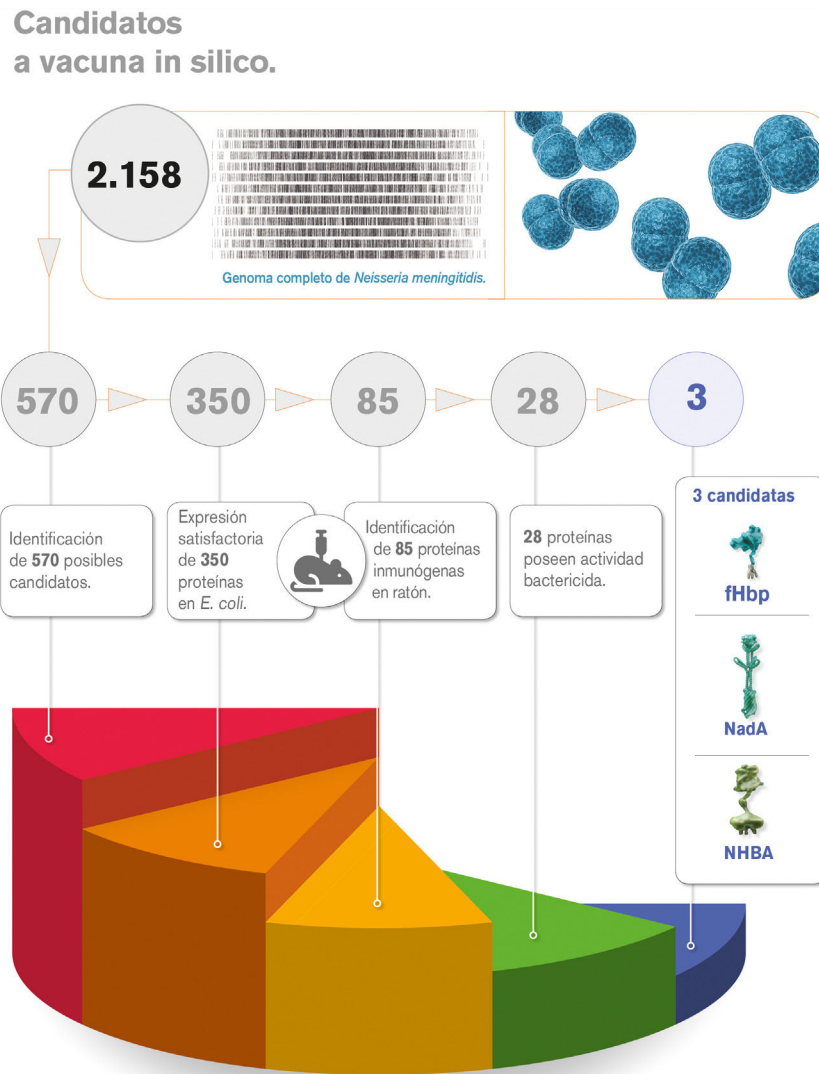 Candidatos
a vacuna in silico.
2.158
Genoma completo de Neisseria meningitidis.
570
350
85
28
3
Identificación
de 570 posibles
candidatos.
Expresión
satisfactoria
de 350
proteínas
en E. coli.
Identificación
de 85 proteínas
inmunógenas
en ratón.
28 proteínas
poseen actividad
bactericida.
3 candidatas
fHbp
NadA
NHBA